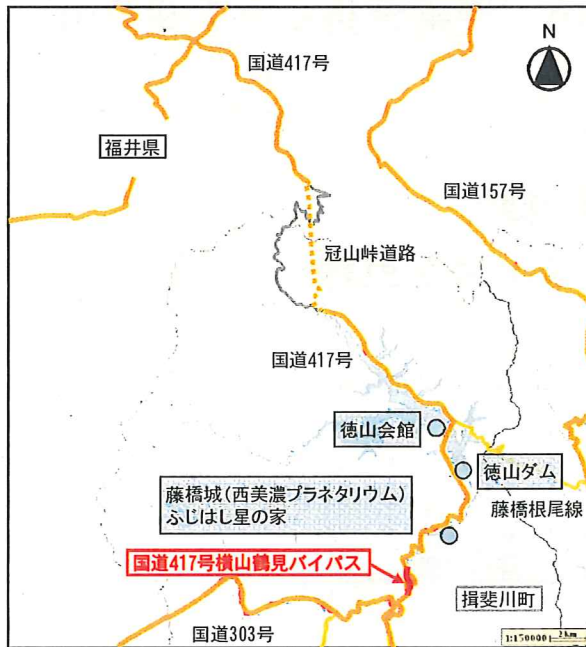 国道417号
N
福井県
国道157号
冠山峠道路
国道417号
徳山会館
徳山ダム
藤橋城(西美濃プラネタリウム)
ふじはし星の家
藤橋根尾線
国道417号横山鶴見バイパス
揖斐川町
国道303号
1:150000
2 km